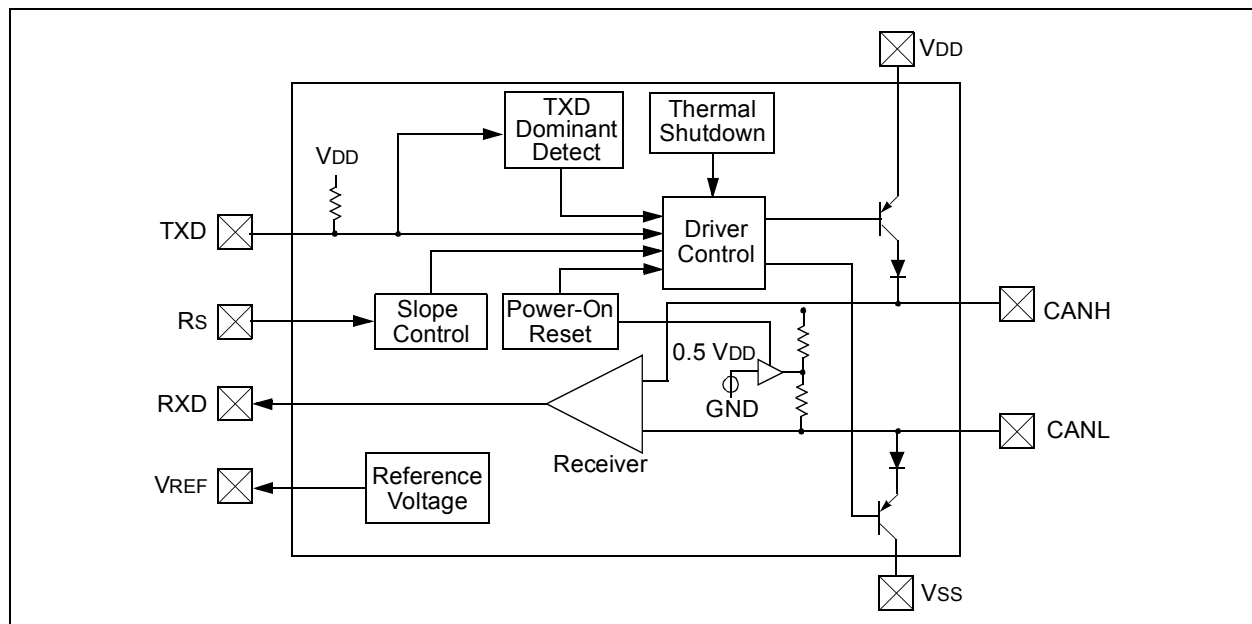 VDD
TXD
Dominant
Detect
Thermal
Shutdown
VDD
TXD
Driver
Control
RS
Slope
Control
Power-On
Reset
CANH
0.5 VDD
GND
RXD
CANL
Receiver
VREF
Reference
Voltage
VSS